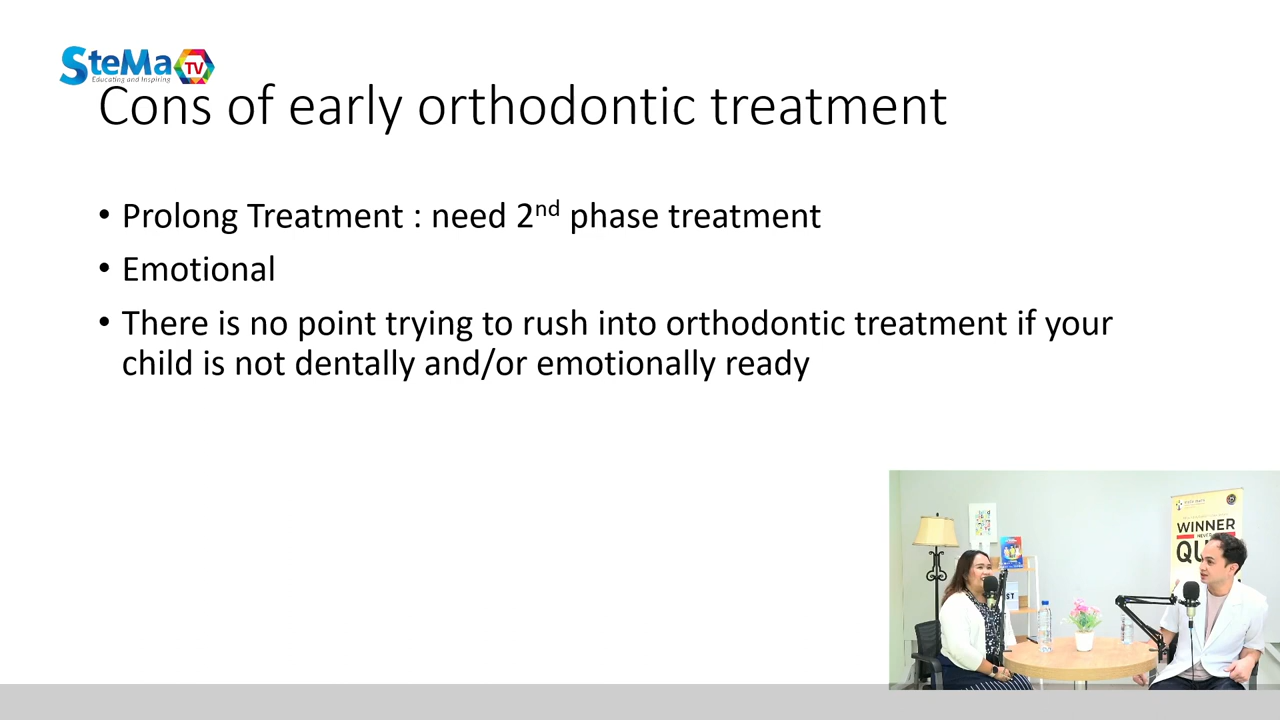 SteMa TV
Educating and Inspiring
Cons of early orthodontic treatment
• Prolong Treatment : need 2nd phase treatment
• Emotional
• There is no point trying to rush into orthodontic treatment if your
child is not dentally and/or emotionally ready
WINNER
NEVER